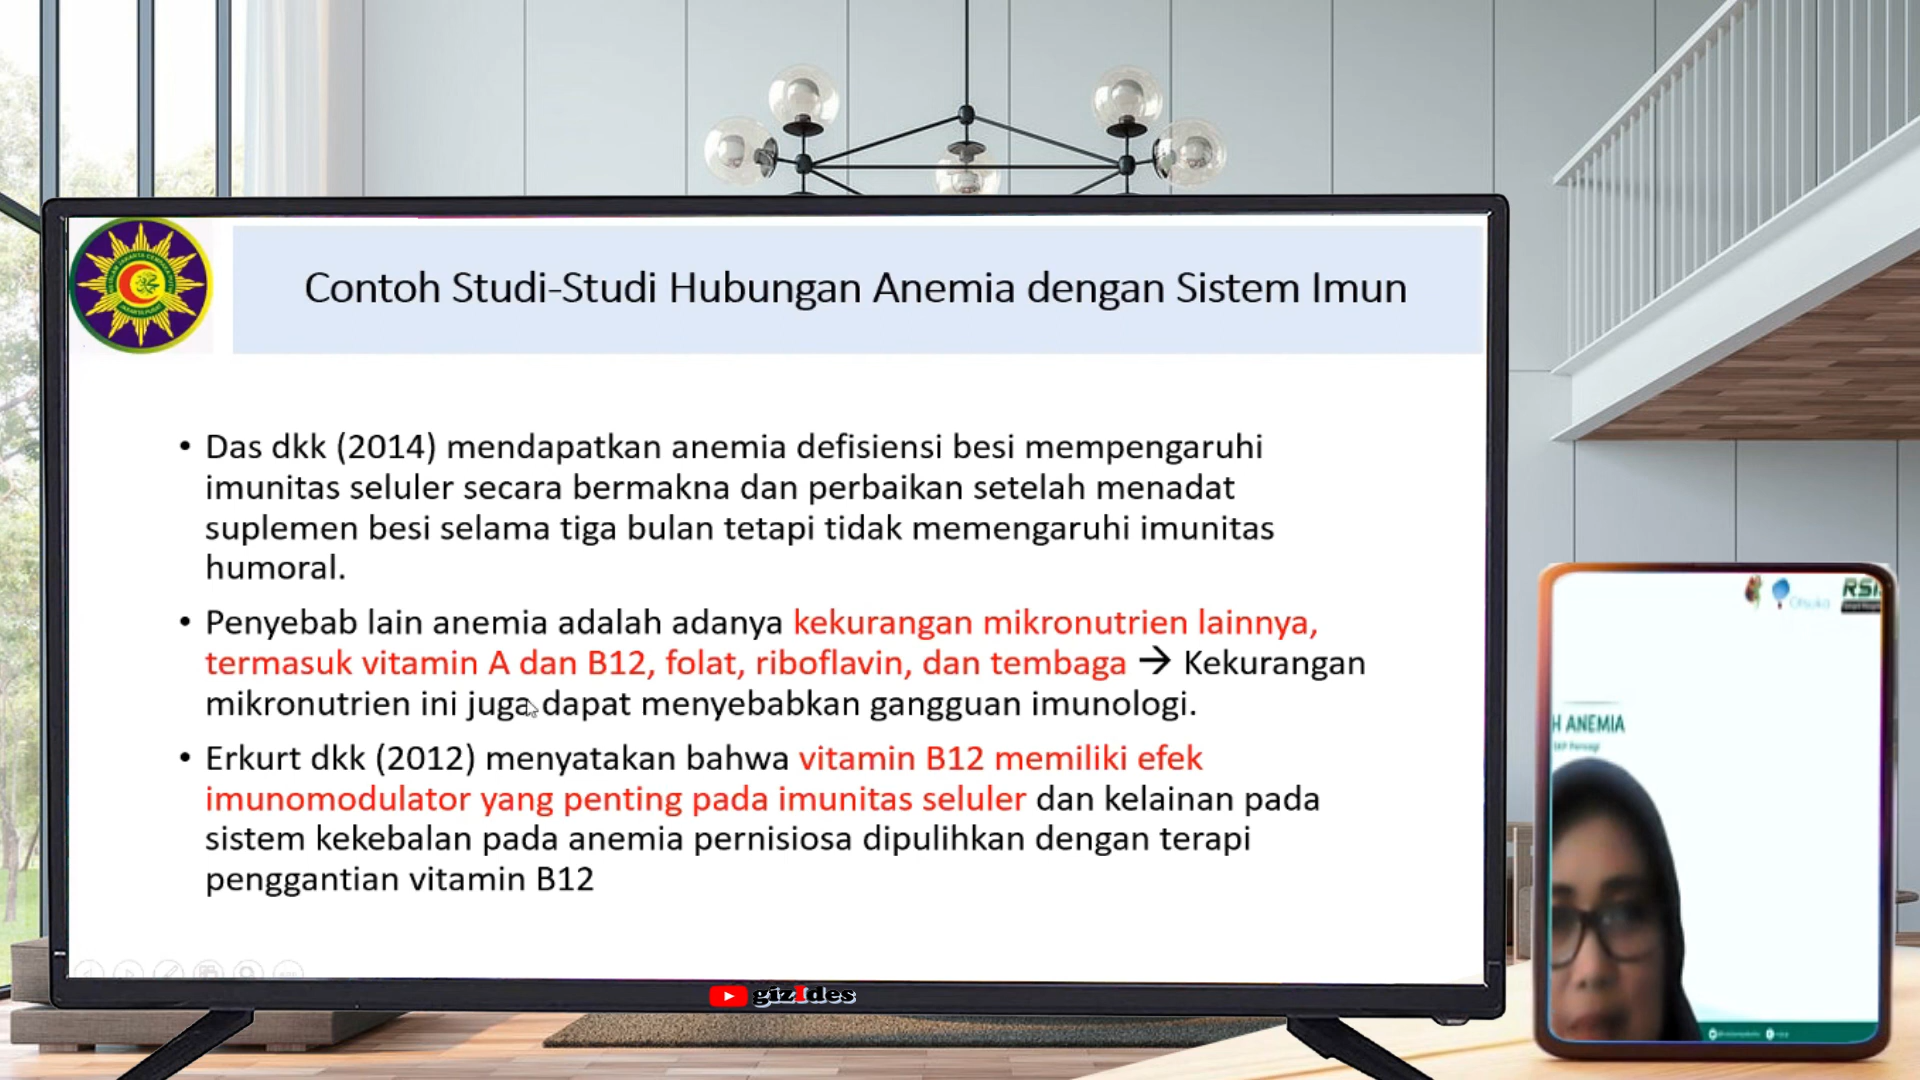 Contoh Studi-Studi Hubungan Anemia dengan Sistem Imun
• Das dkk (2014) mendapatkan anemia defisiensi besi mempengaruhi
imunitas seluler secara bermakna dan perbaikan setelah menadat
suplemen besi selama tiga bulan tetapi tidak memengaruhi imunitas
humoral.
• Penyebab lain anemia adalah adanya kekurangan mikronutrien lainnya,
termasuk vitamin A dan B12, folat, riboflavin, dan tembaga → Kekurangan
mikronutrien ini juga dapat menyebabkan gangguan imunologi.
• Erkurt dkk (2012) menyatakan bahwa vitamin B12 memiliki efek
imunomodulator yang penting pada imunitas seluler dan kelainan pada
sistem kekebalan pada anemia pernisiosa dipulihkan dengan terapi
penggantian vitamin B12
gizIdes
Otsuka
H ANEMIA
SKP Persagi